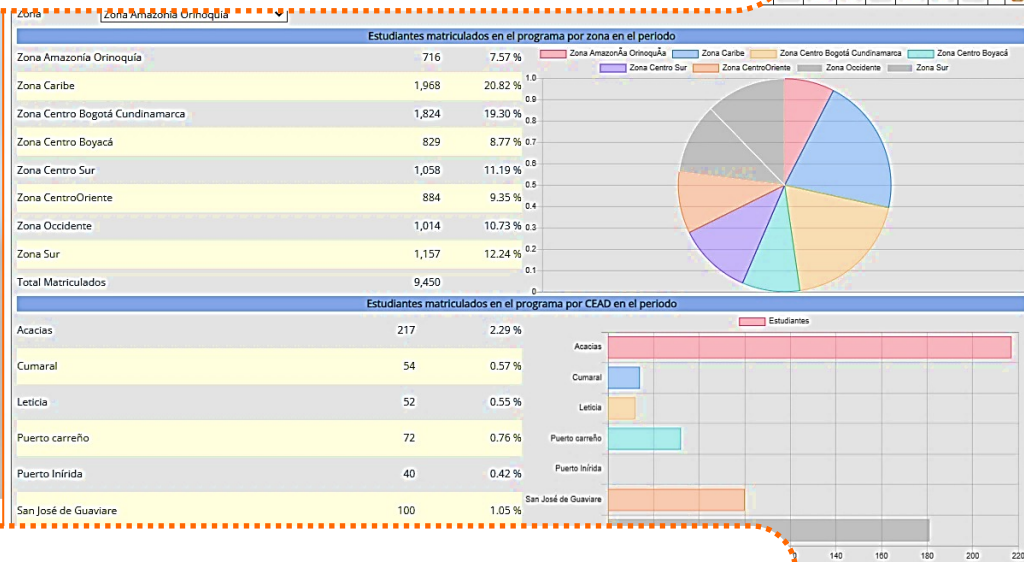 Zona
Zona Amazonía Orinoquía
Estudiantes matriculados en el programa por zona en el periodo
Zona Amazonía Orinoquía 716 7.57 %
Zona Caribe 1,968 20.82 %
Zona Centro Bogotá Cundinamarca 1,824 19.30 %
Zona Centro Boyacá 829 8.77 %
Zona Centro Sur 1,058 11.19 %
Zona CentroOriente 884 9.35 %
Zona Occidente 1,014 10.73 %
Zona Sur 1,157 12.24 %
Total Matriculados 9,450
Zona AmazonÃ­a OrinoquÃ­a Zona Caribe Zona Centro Bogotá Cundinamarca Zona Centro Boyacá
Zona Centro Sur Zona CentroOriente Zona Occidente Zona Sur
1.0
0.9
0.8
0.7
0.6
0.5
0.4
0.3
0.2
0.1
0
Estudiantes matriculados en el programa por CEAD en el periodo
Acacias 217 2.29 %
Cumaral 54 0.57 %
Leticia 52 0.55 %
Puerto carreño 72 0.76 %
Puerto Inírida 40 0.42 %
San José de Guaviare 100 1.05 %
Estudiantes
Acacias
Cumaral
Leticia
Puerto carreño
Puerto Inírida
San José de Guaviare
140 160 180 200 220